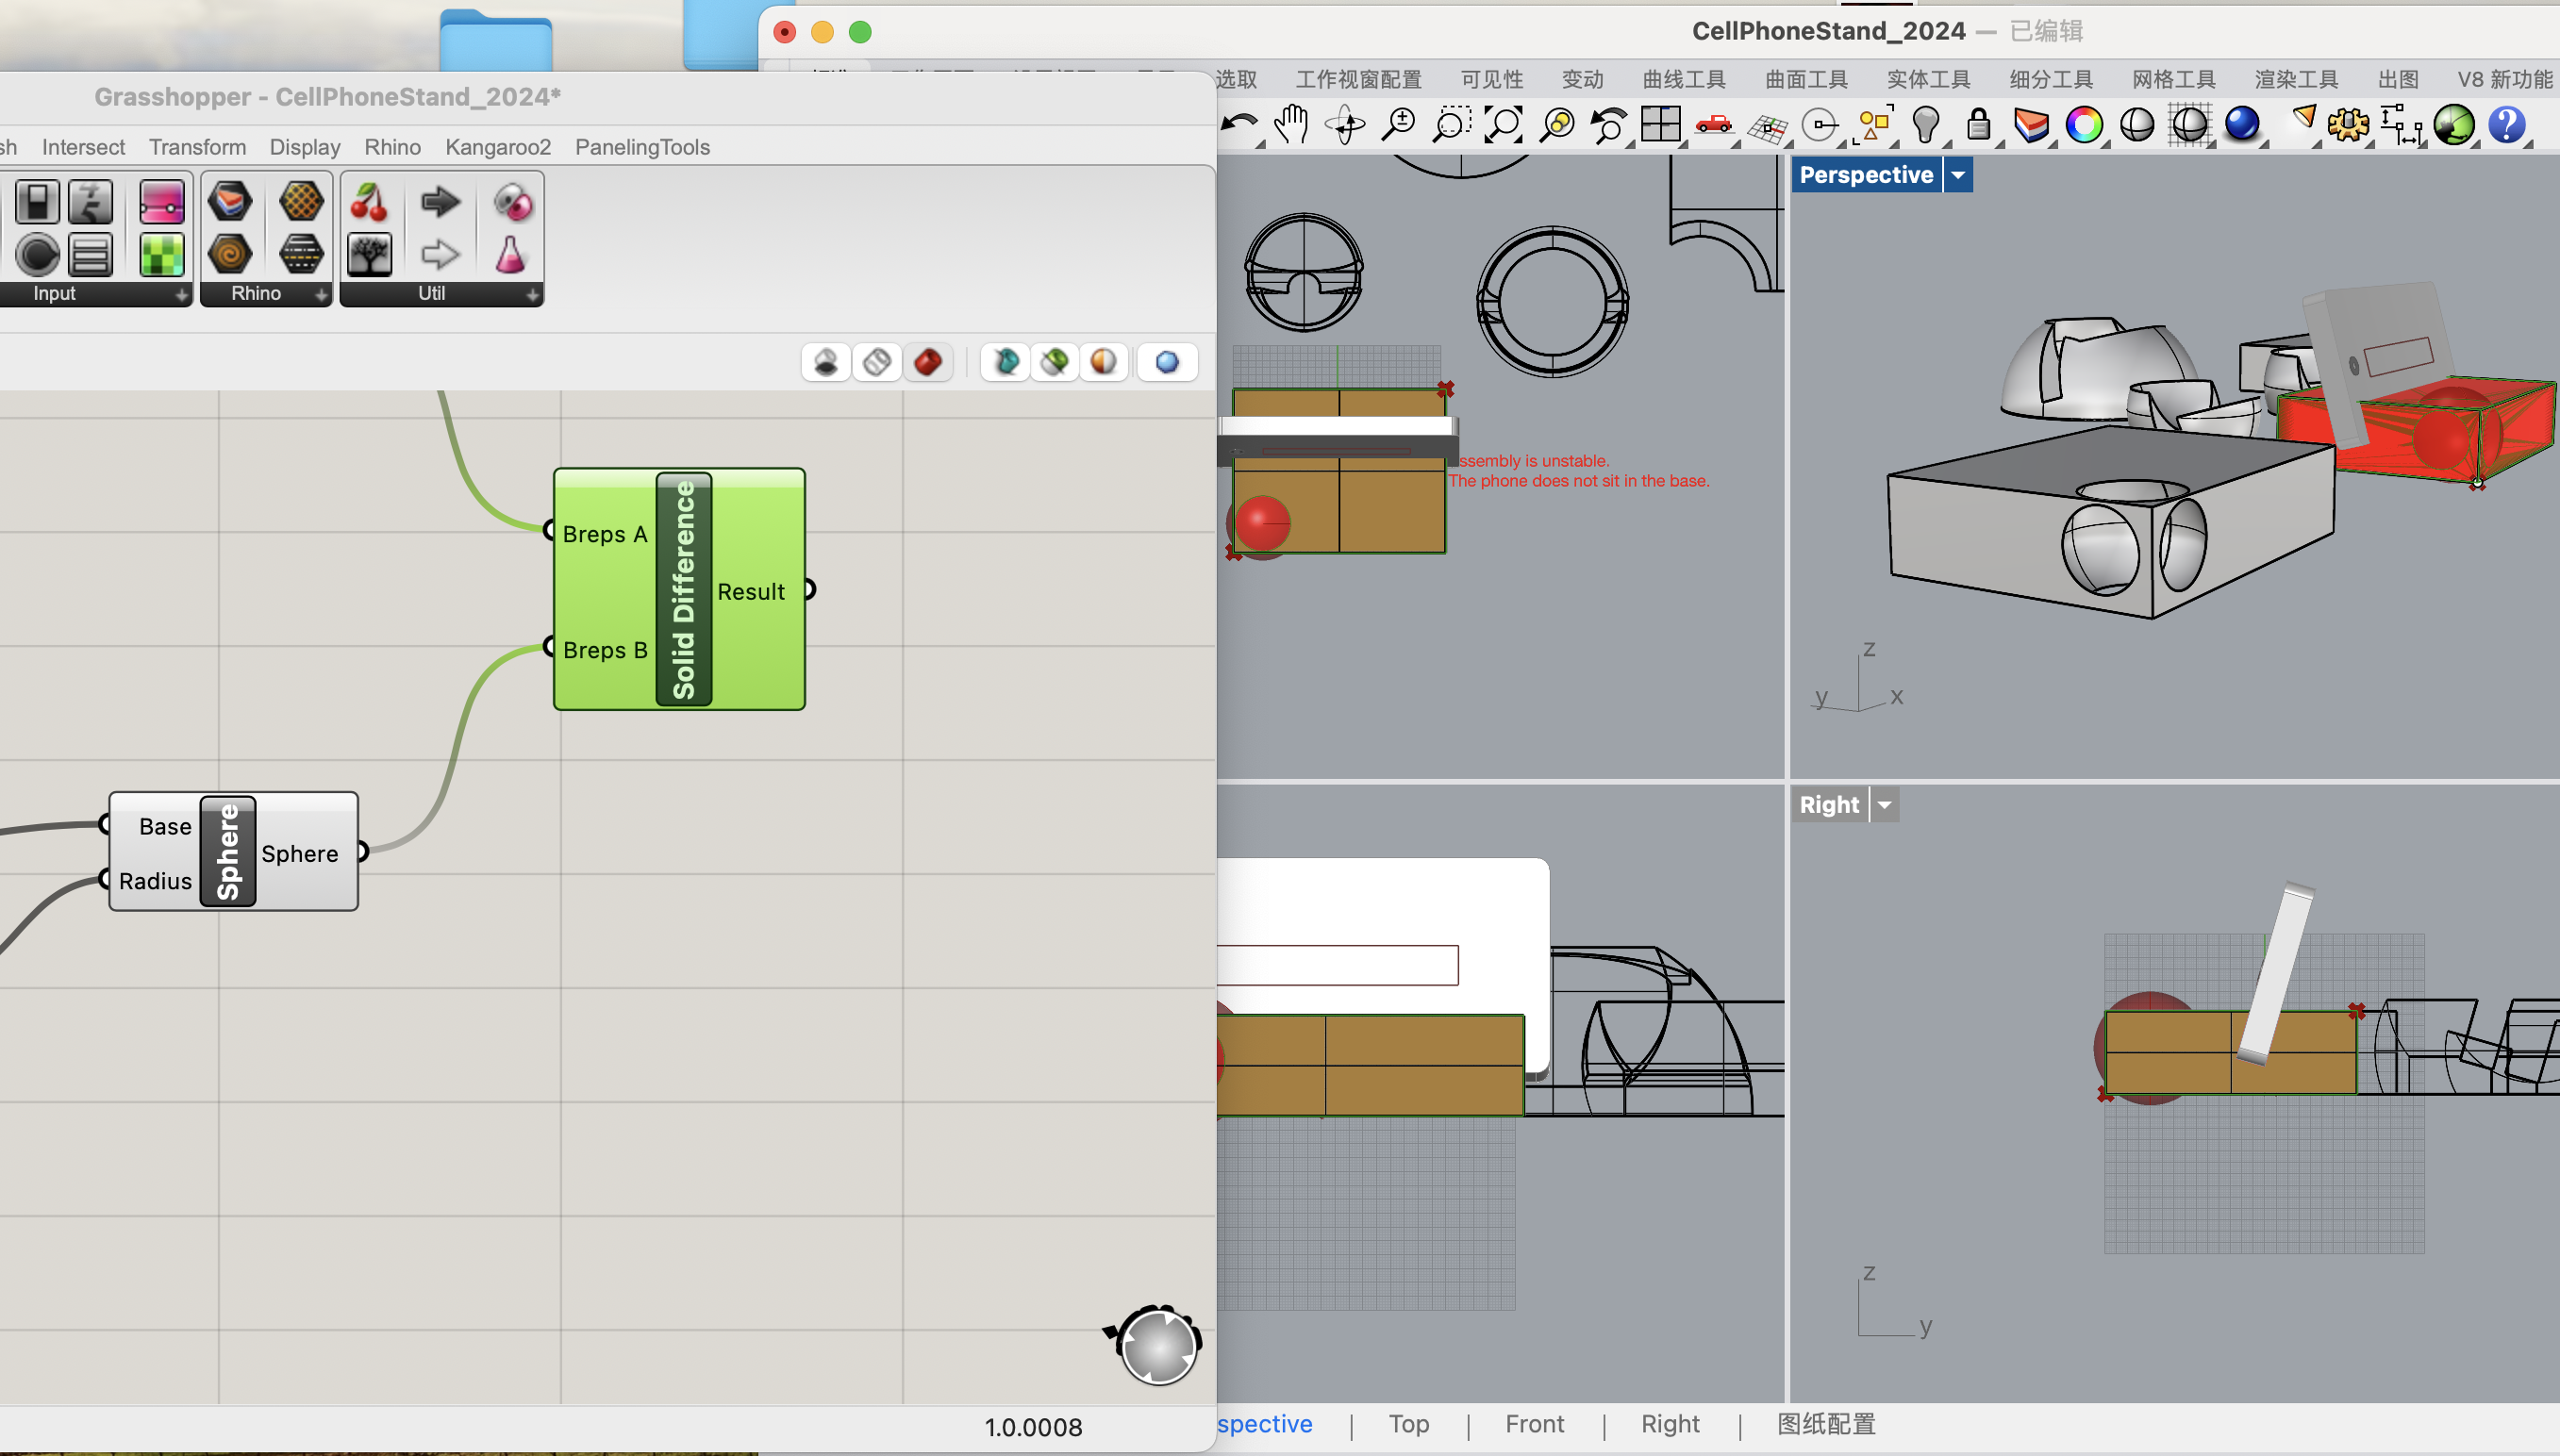 CellPhoneStand_2024 — 已编辑
选取 工作视窗配置 可见性 变动 曲线工具 曲面工具 实体工具 细分工具 网格工具 渲染工具 出图 V8 新功能
Grasshopper - CellPhoneStand_2024*
sh Intersect Transform Display Rhino Kangaroo2 PanelingTools
Input Rhino Util
Perspective
ssembly is unstable.
The phone does not sit in the base.
Breps A
Solid Difference
Result
Breps B
z
y x
Base
Sphere
Sphere
Radius
Right
z
y
1.0.0008
spective | Top | Front | Right | 图纸配置